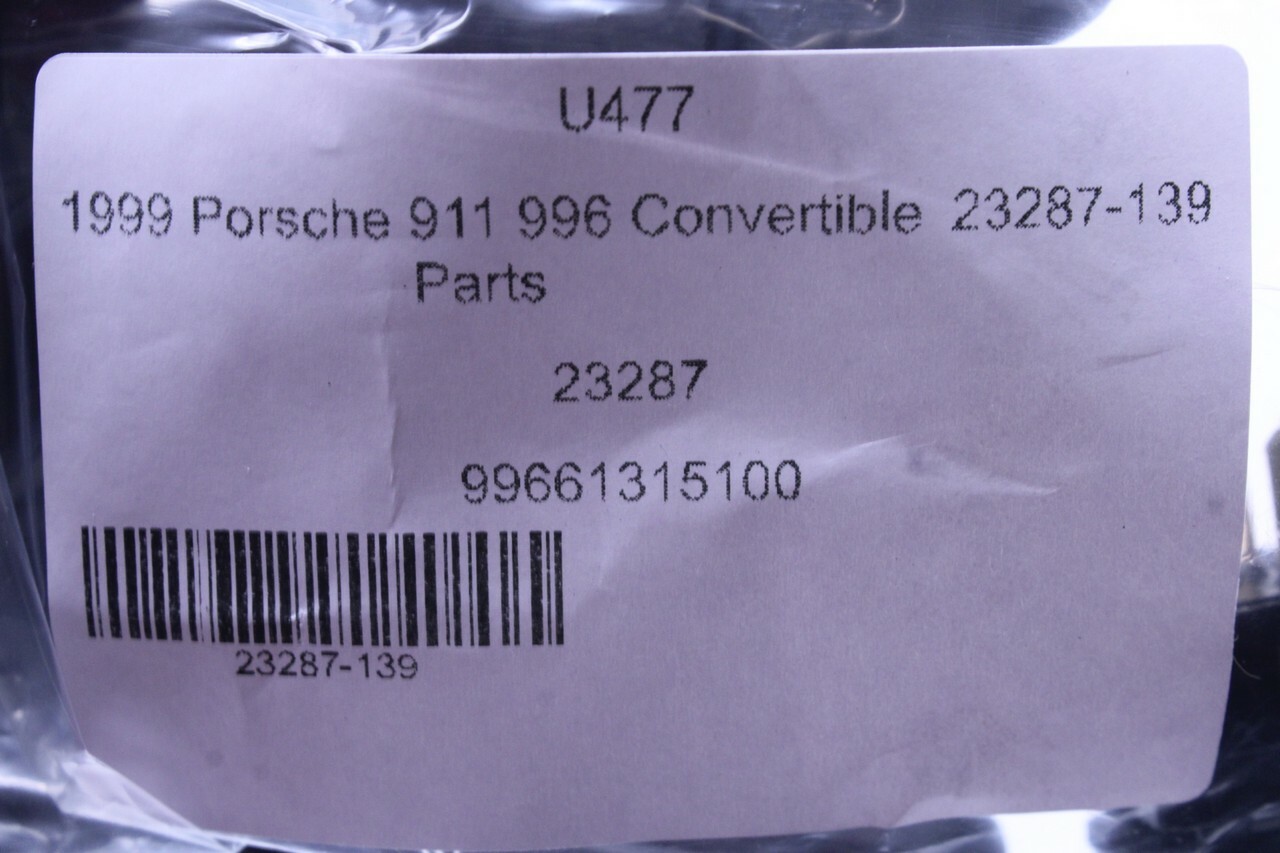 U477
1999 Porsche 911 996 Convertible 23287-139
Parts
23287
99661315100
23287-139